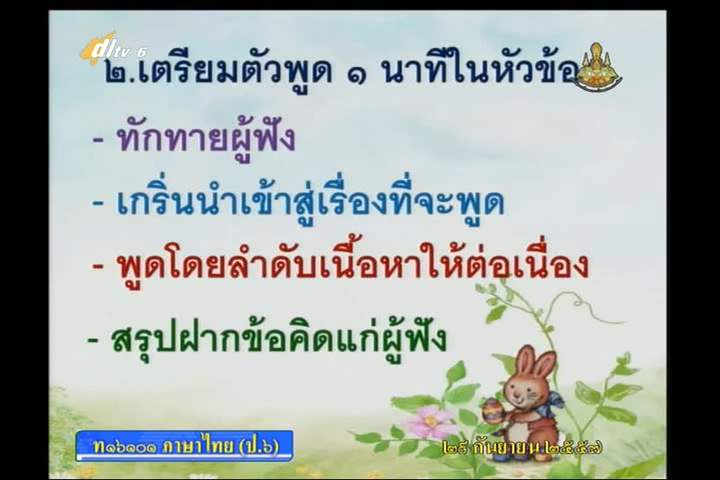 dltv 6
๒.เตรียมตัวพูด ๑ นาทีในหัวข้อ
- ทักทายผู้ฟัง
- เกริ่นนำเข้าสู่เรื่องที่จะพูด
- พูดโดยลำดับเนื้อหาให้ต่อเนื่อง
- สรุปฝากข้อคิดแก่ผู้ฟัง
ท๑๖๑๐๑ ภาษาไทย (ป.๖)
๒๕ กันยายน ๒๕๕๗